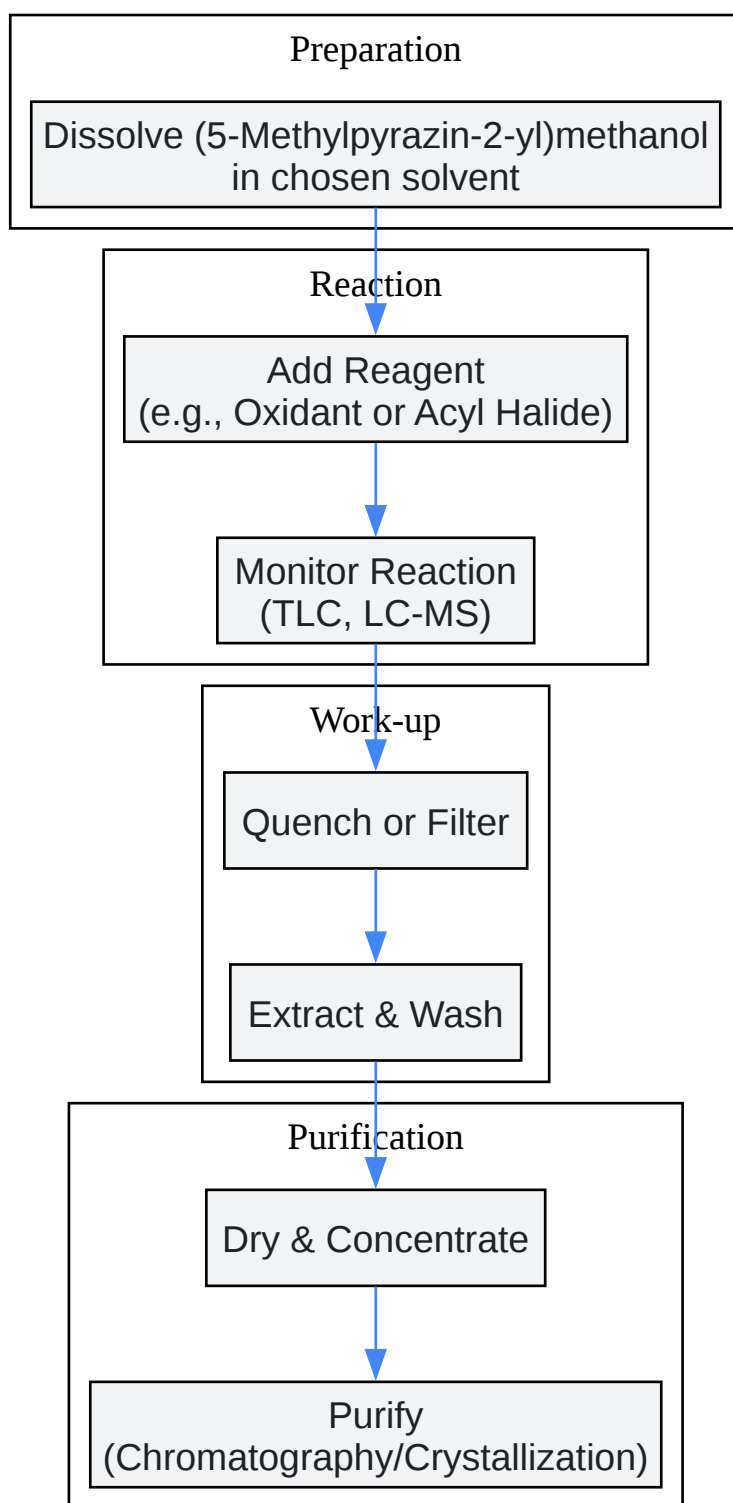 Preparation
Dissolve (5-Methylpyrazin-2-yl)methanol
in chosen solvent
Reaction
Add Reagent
(e.g., Oxidant or Acyl Halide)
Monitor Reaction
(TLC, LC-MS)
Work-up
Quench or Filter
Extract & Wash
Purification
Dry & Concentrate
Purify
(Chromatography/Crystallization)